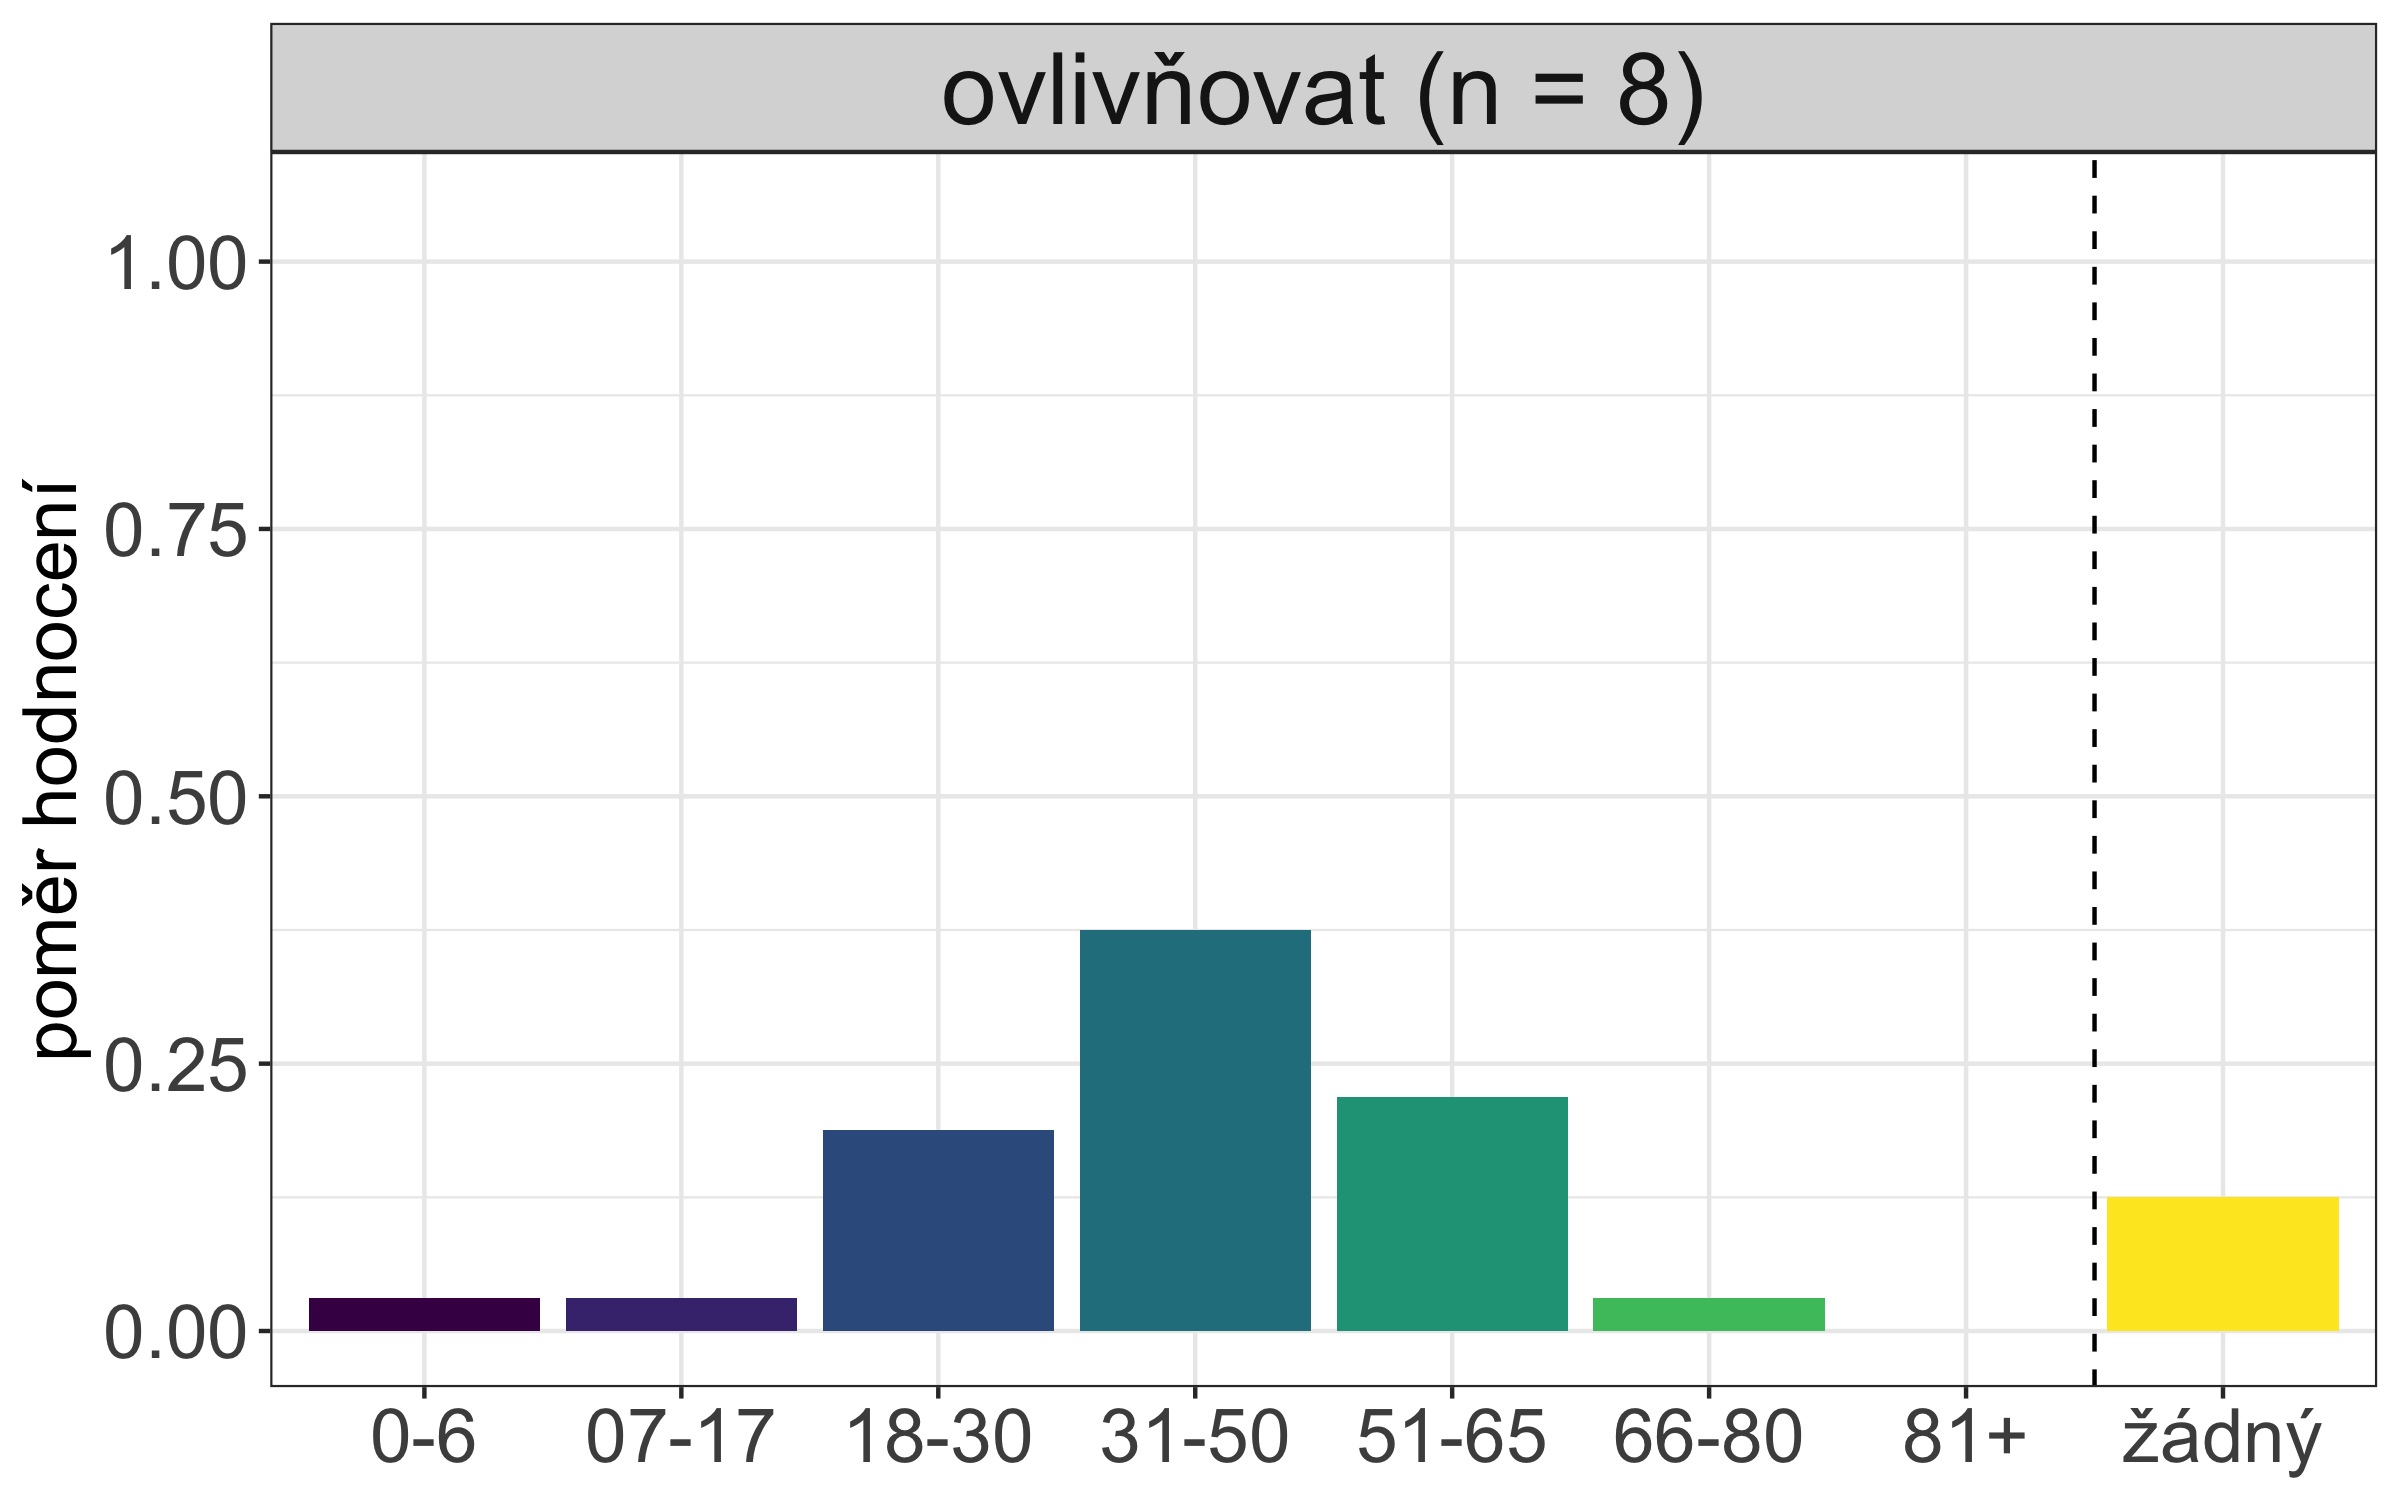 ovlivňovat (n = 8)
poměr hodnocení
1.00
0.75
0.50
0.25
0.00
0-6 07-17 18-30 31-50 51-65 66-80 81+ žádný